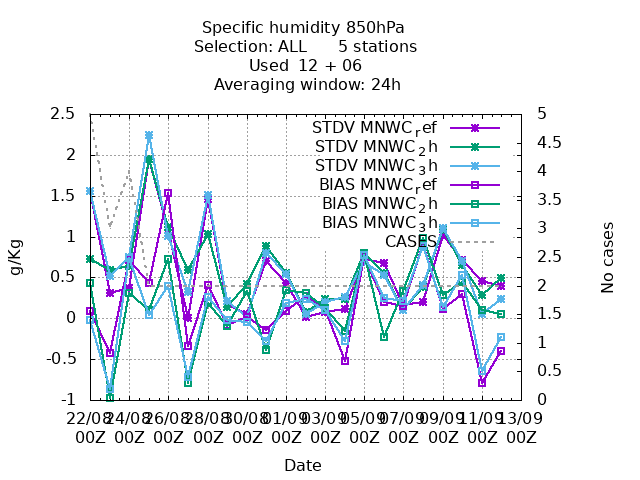 Specific humidity 850hPa
Selection: ALL      5 stations
Used  12 + 06
Averaging window: 24h
g/Kg
2.5
2
1.5
1
0.5
0
-0.5
-1
STDV MNWC_ref
STDV MNWC_2h
STDV MNWC_3h
BIAS MNWC_ref
BIAS MNWC_2h
BIAS MNWC_3h
CASES
5
4.5
4
3.5
3
2.5
2
1.5
1
0.5
0
No cases
22/08 24/08 26/08 28/08 30/08 01/09 03/09 05/09 07/09 09/09 11/09 13/09
00Z 00Z 00Z 00Z 00Z 00Z 00Z 00Z 00Z 00Z 00Z 00Z
Date